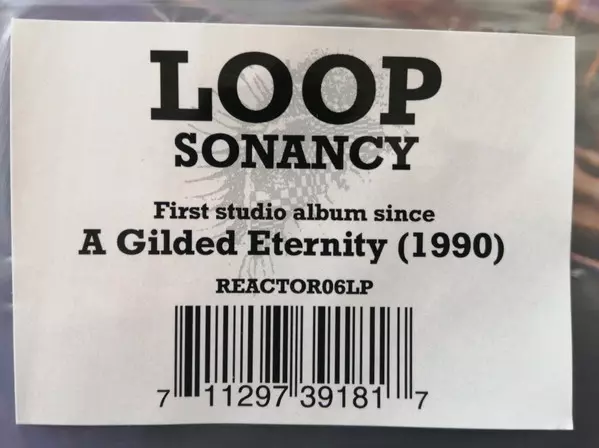 LOOP
SONANCY
First studio album since
A Gilded Eternity (1990)
REACTOR06LP
7 11297 39181 7